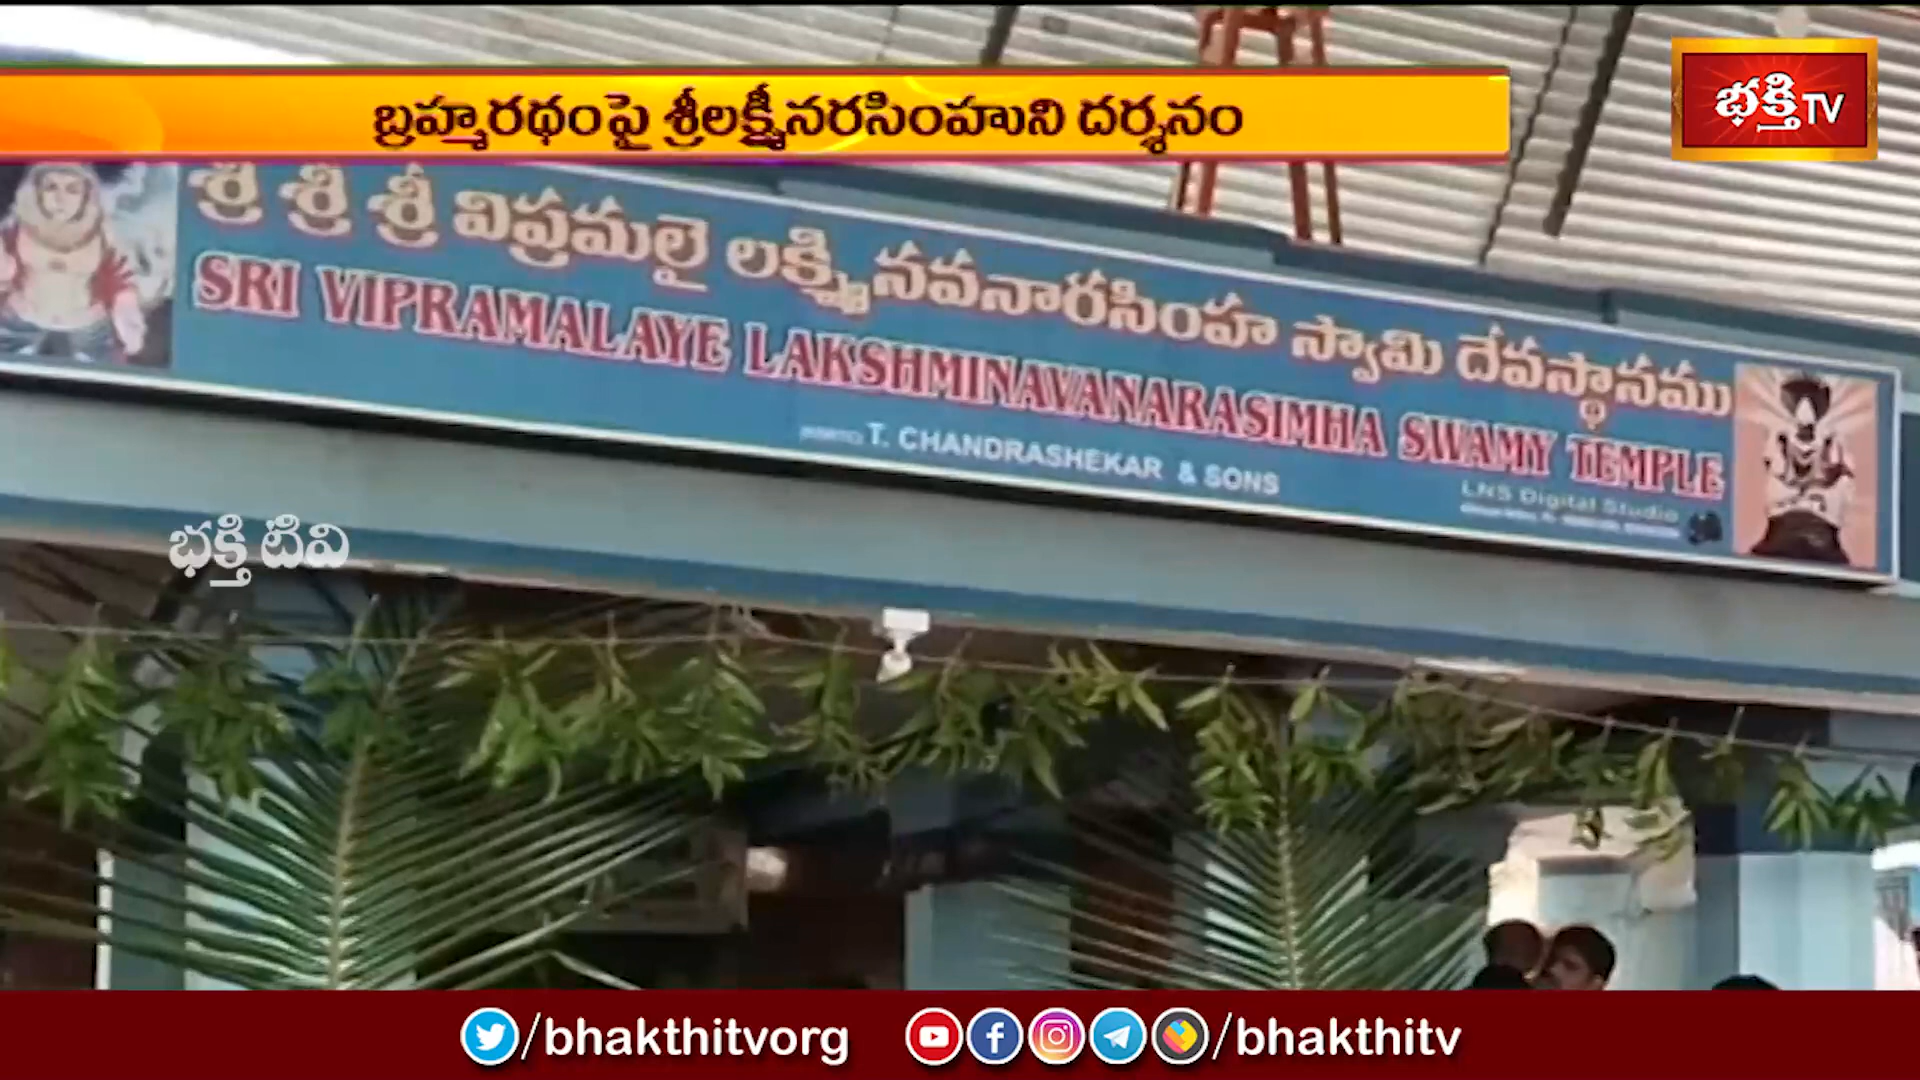 బ్రహ్మరథంపై శ్రీలక్ష్మీనరసింహుని దర్శనం
భక్తి TV
శ్రీ శ్రీ శ్రీ విప్రమలై లక్ష్మినవనారసింహ స్వామి దేవస్థానము
SRI VIPRAMALAYE LAKSHMINAVANARASIMHA SWAMY TEMPLE
T. CHANDRASHEKAR & SONS
LNS Digital Studio
భక్తి టీవి
/bhakthitvorg /bhakthitv